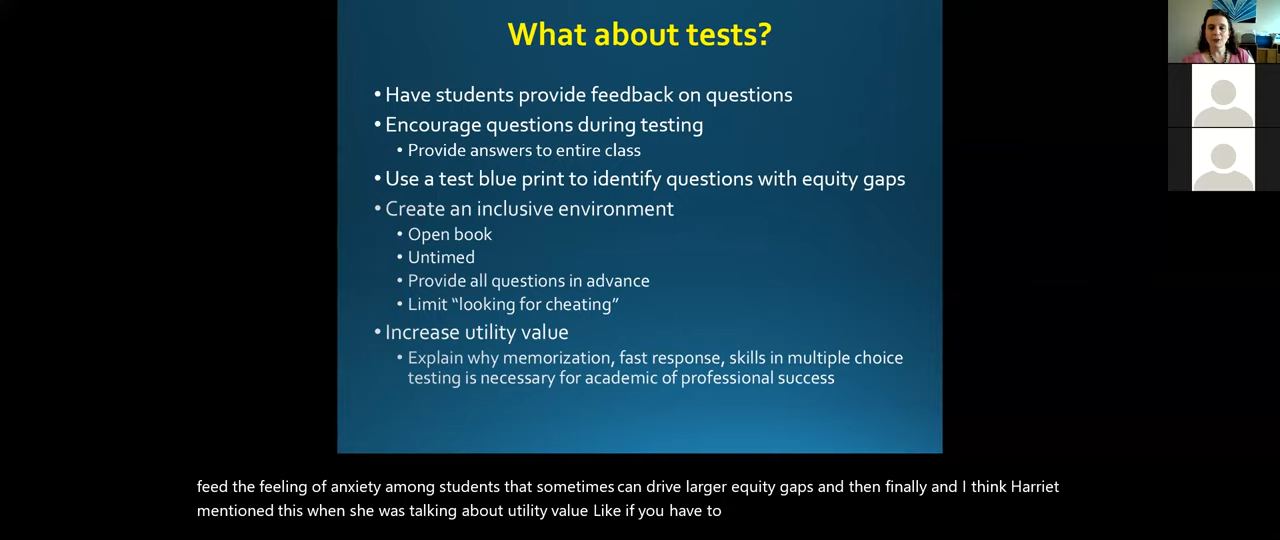 What about tests?
• Have students provide feedback on questions
• Encourage questions during testing
• Provide answers to entire class
• Use a test blue print to identify questions with equity gaps
• Create an inclusive environment
• Open book
• Untimed
• Provide all questions in advance
• Limit “looking for cheating”
• Increase utility value
• Explain why memorization, fast response, skills in multiple choice
testing is necessary for academic of professional success
feed the feeling of anxiety among students that sometimes can drive larger equity gaps and then finally and I think Harriet
mentioned this when she was talking about utility value Like if you have to